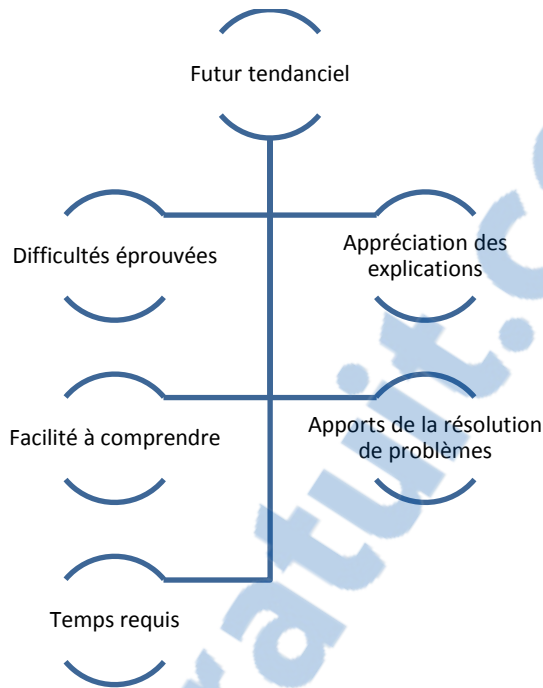 Futur tendanciel
Difficultés éprouvées
Appréciation des
explications
Facilité à comprendre
Apports de la résolution
de problèmes
Temps requis